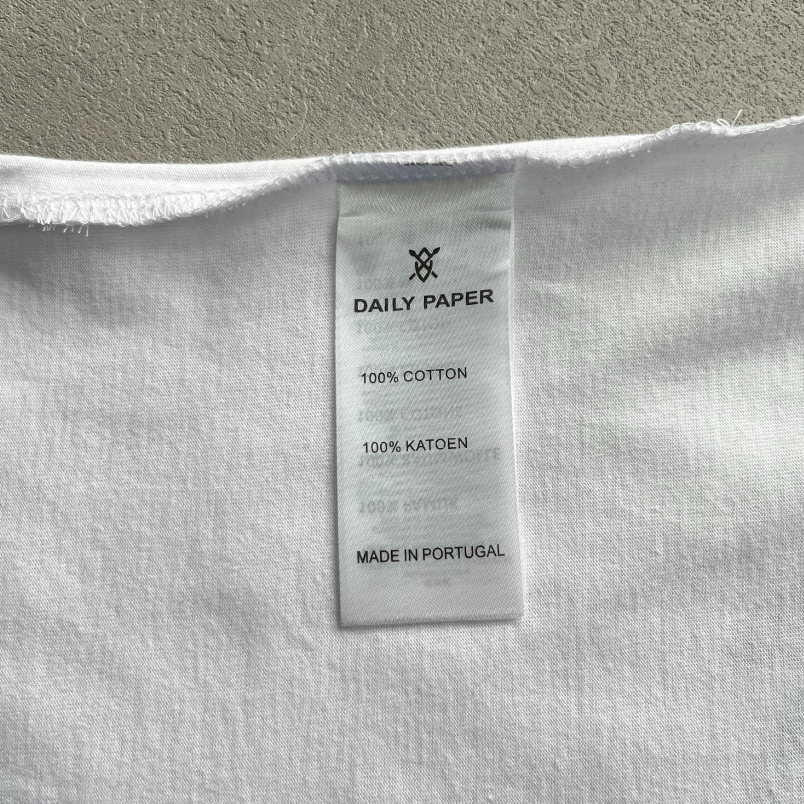 DAILY PAPER
100% COTTON
100% KATOEN
MADE IN PORTUGAL